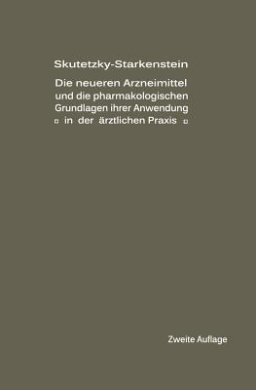 Skutetzky-Starkenstein
Die neueren Arzneimittel
und die pharmakologischen
Grundlagen ihrer Anwendung
¤ in der ärztlichen Praxis ¤
Zweite Auflage